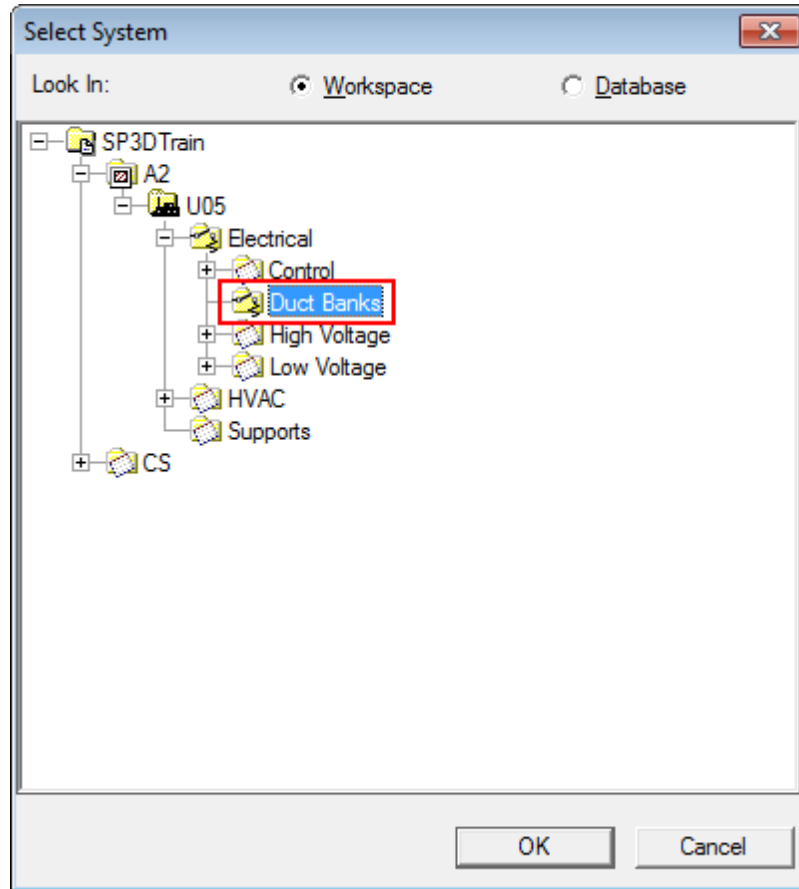 Select System
Look In: Workspace Database
SP3DTrain
A2
U05
Electrical
Control
Duct Banks
High Voltage
Low Voltage
HVAC
Supports
CS
OK Cancel